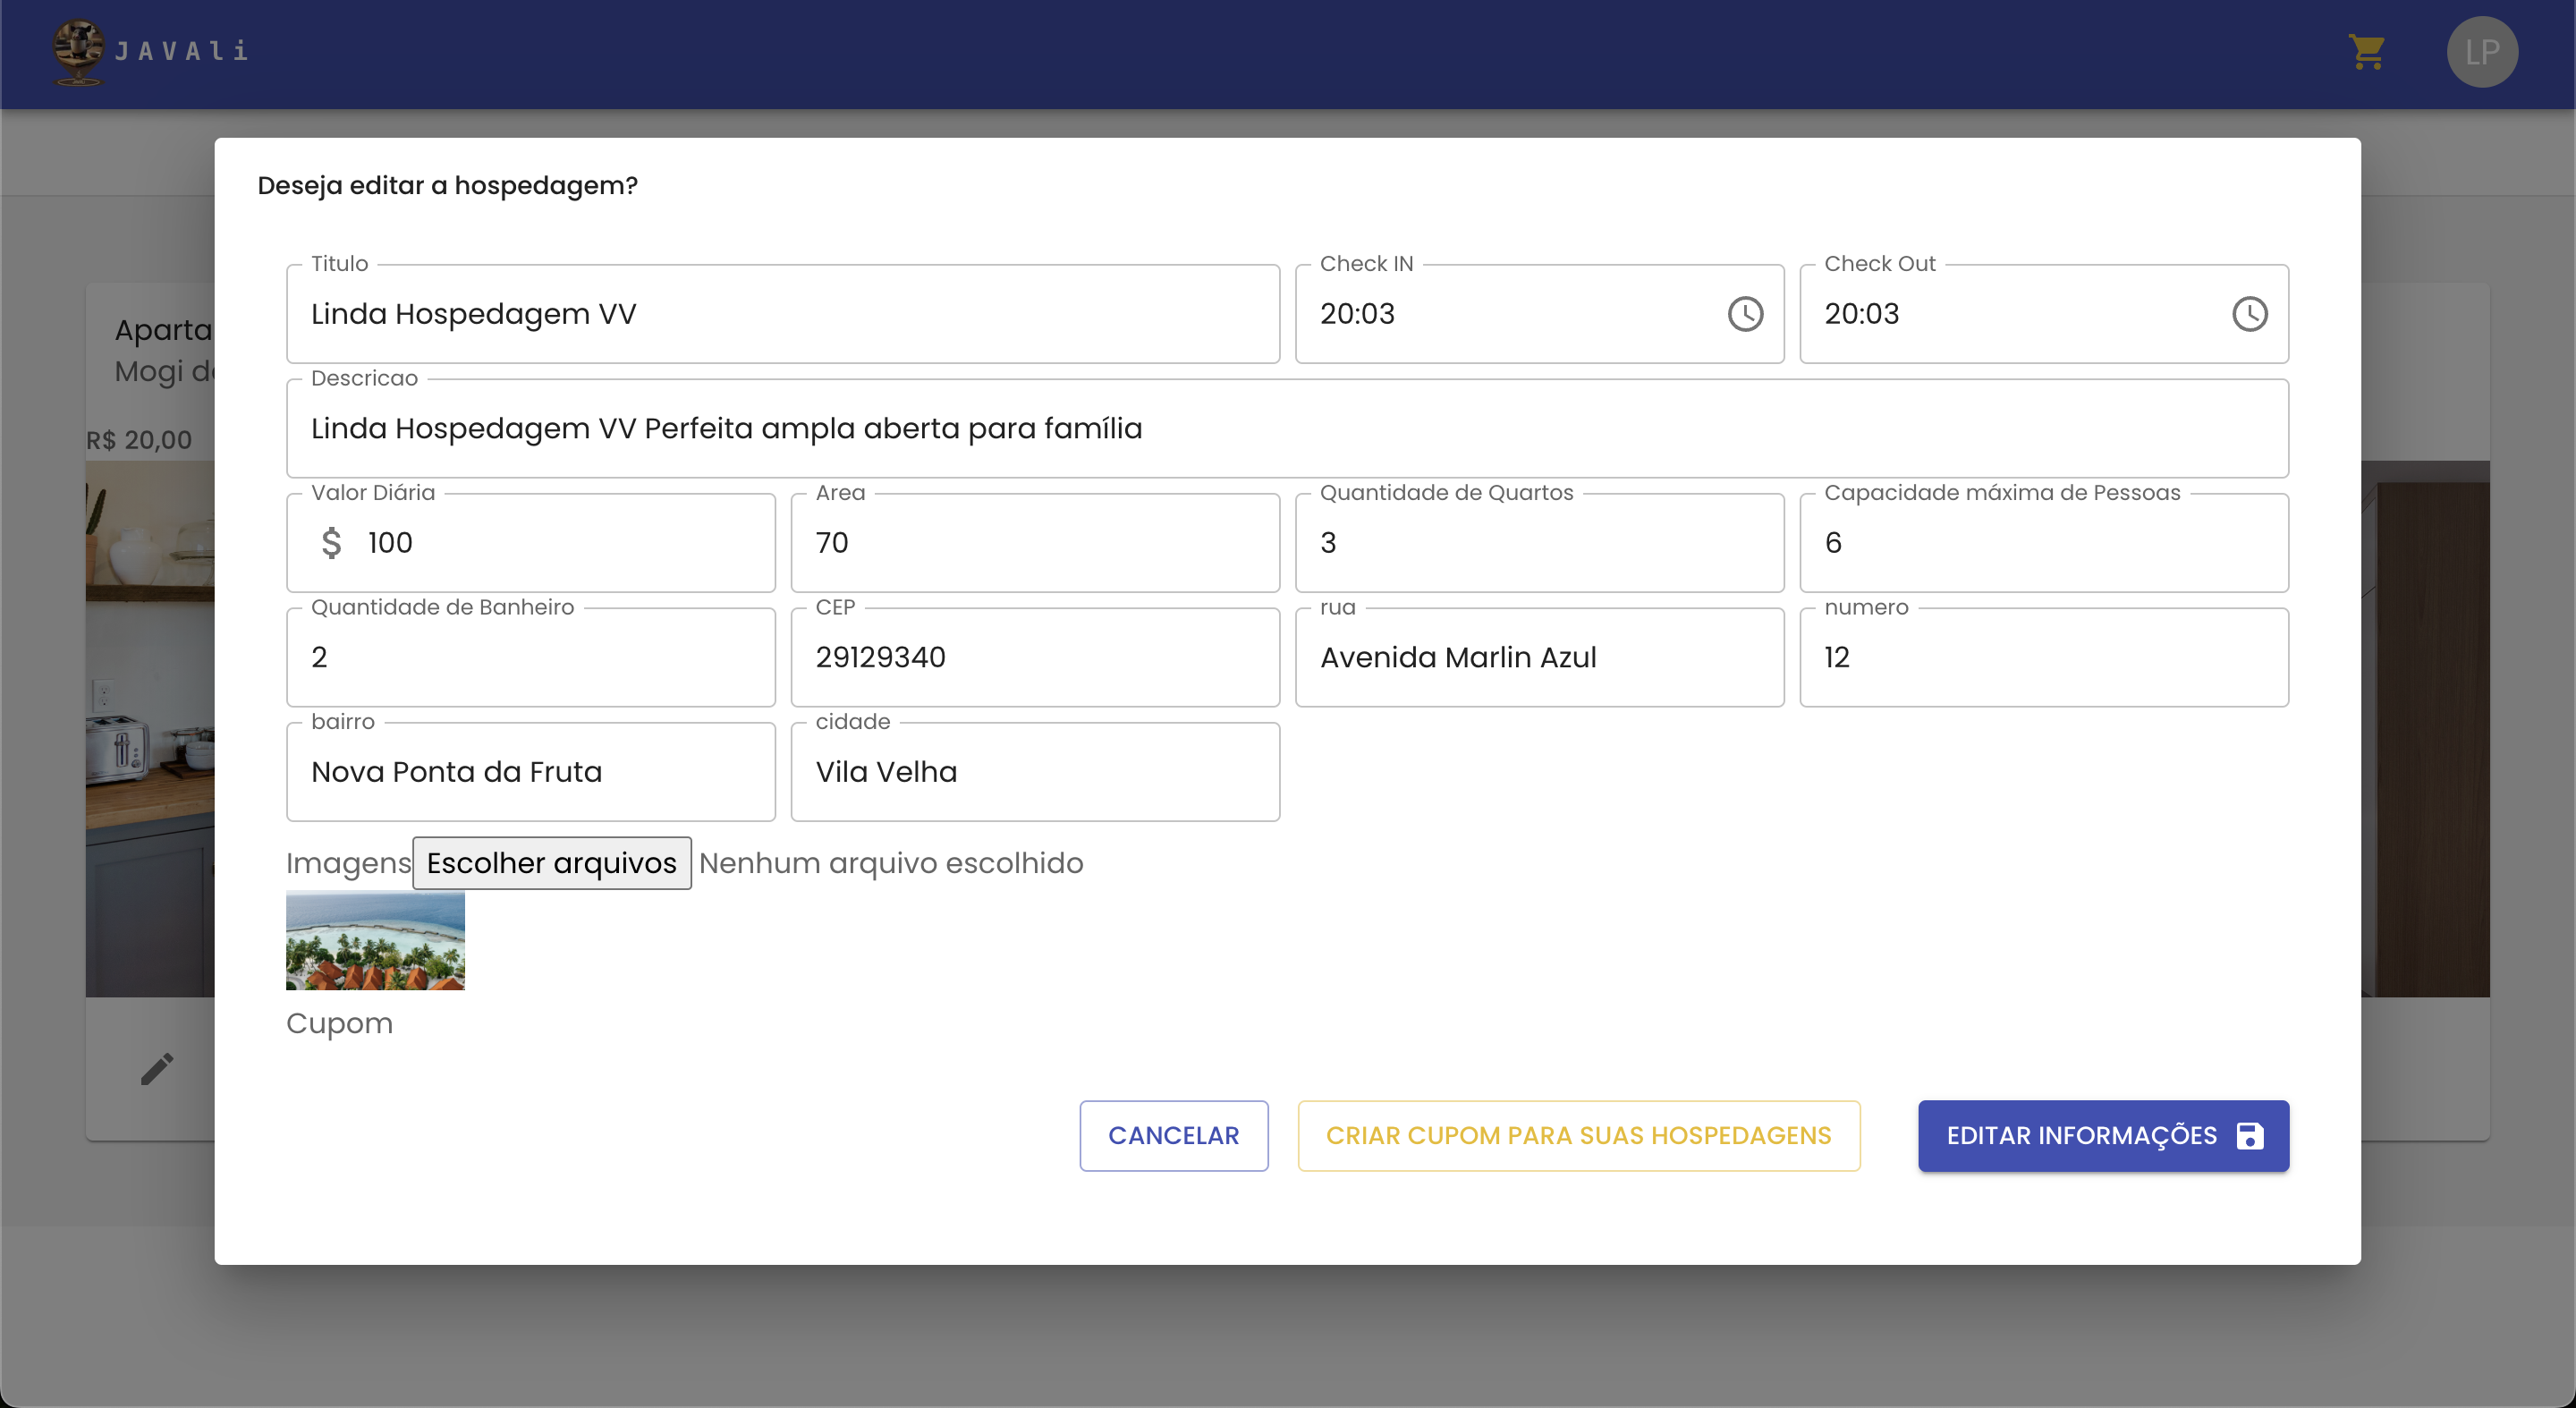 JAVAli
LP
Deseja editar a hospedagem?
Titulo
Linda Hospedagem VV
Check IN
20:03
Check Out
20:03
Descricao
Linda Hospedagem VV Perfeita ampla aberta para família
Valor Diária
$ 100
Area
70
Quantidade de Quartos
3
Capacidade máxima de Pessoas
6
Quantidade de Banheiro
2
CEP
29129340
rua
Avenida Marlin Azul
numero
12
bairro
Nova Ponta da Fruta
cidade
Vila Velha
Imagens Escolher arquivos Nenhum arquivo escolhido
Cupom
CANCELAR
CRIAR CUPOM PARA SUAS HOSPEDAGENS
EDITAR INFORMAÇÕES
Aparta
Mogi
R$ 20,00